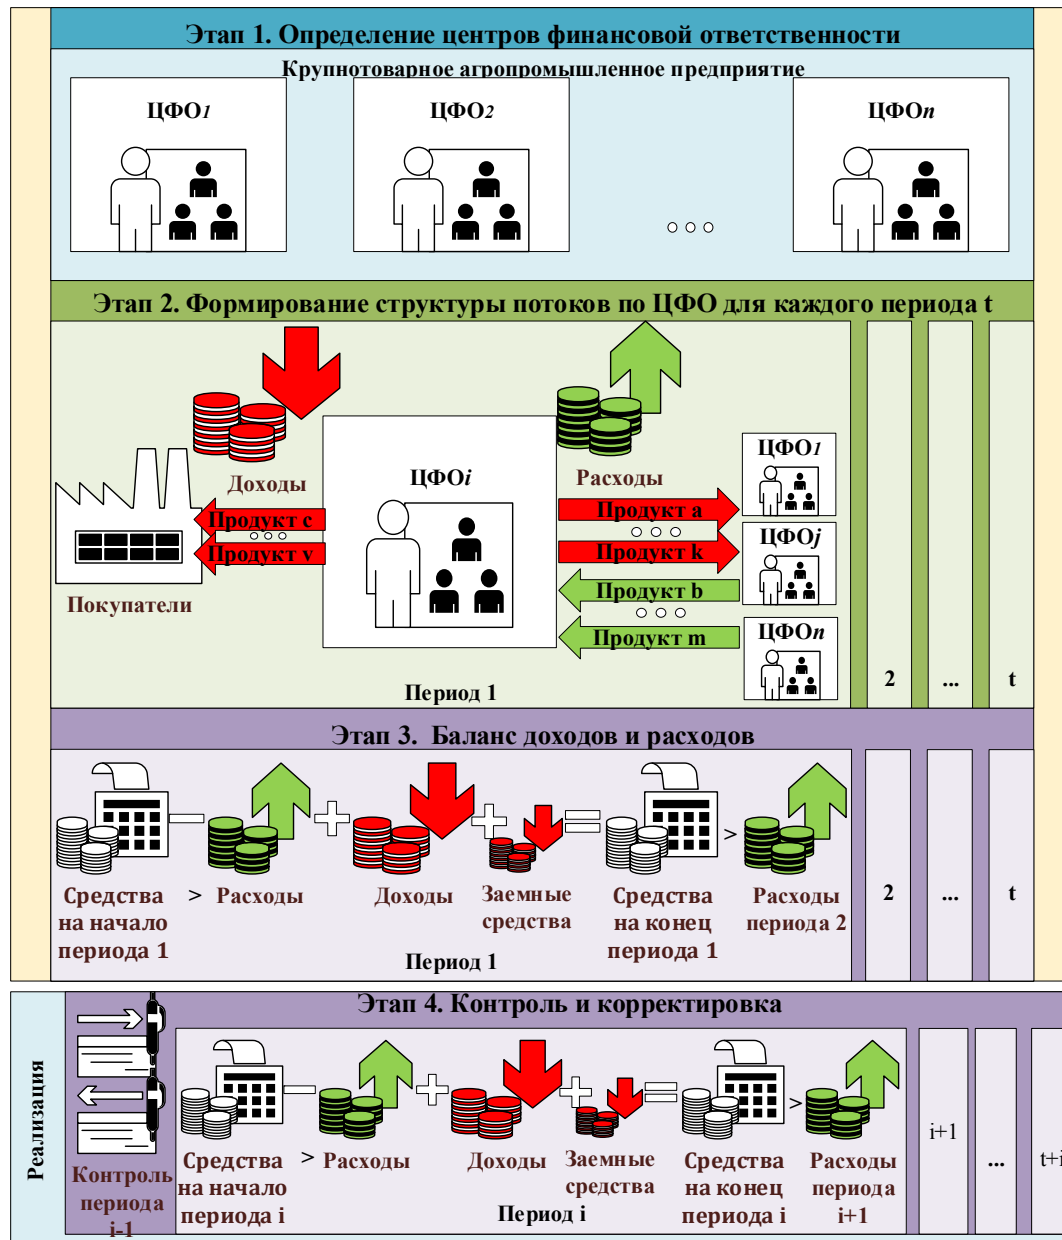 Этап 1. Определение центров финансовой ответственности
Крупнотоварное агропромышленное предприятие
ЦФО1
ЦФО2
ЦФОn
Этап 2. Формирование структуры потоков по ЦФО для каждого периода t
Доходы
Расходы
ЦФОi
ЦФО1
ЦФОj
ЦФОn
Продукт c
Продукт v
Продукт a
Продукт k
Продукт b
Продукт m
Покупатели
Период 1
2
...
t
Этап 3. Баланс доходов и расходов
>
Средства
на начало
периода 1
>
Расходы
Доходы
Заемные
средства
Средства
на конец
периода 1
Расходы
периода 2
Период 1
2
...
t
Реализация
Этап 4. Контроль и корректировка
Контроль
периода
i-1
>
Средства
на начало
периода i
>
Расходы
Доходы
Заемные
средства
Средства
на конец
периода i
Расходы
периода
i+1
Период i
i+1
...
t+i